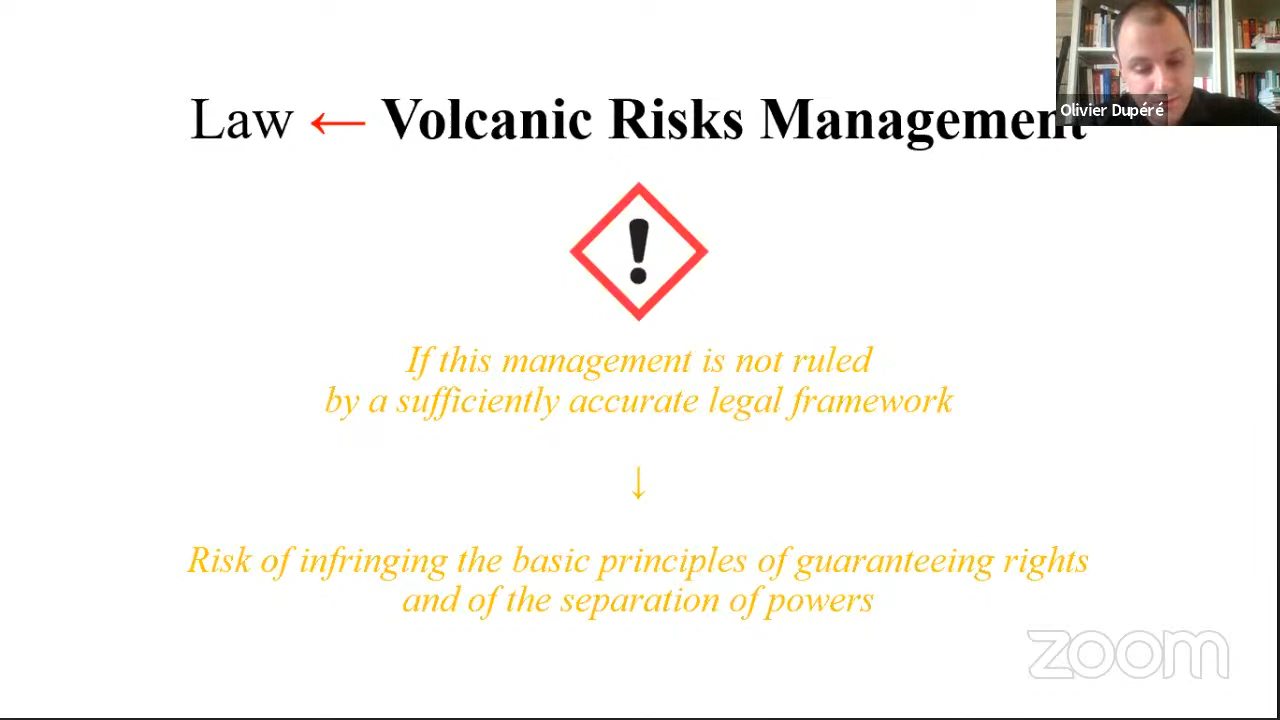 Law ← Volcanic Risks Management
Olivier Dupéré
If this management is not ruled
by a sufficiently accurate legal framework
↓
Risk of infringing the basic principles of guaranteeing rights
and of the separation of powers
zoom